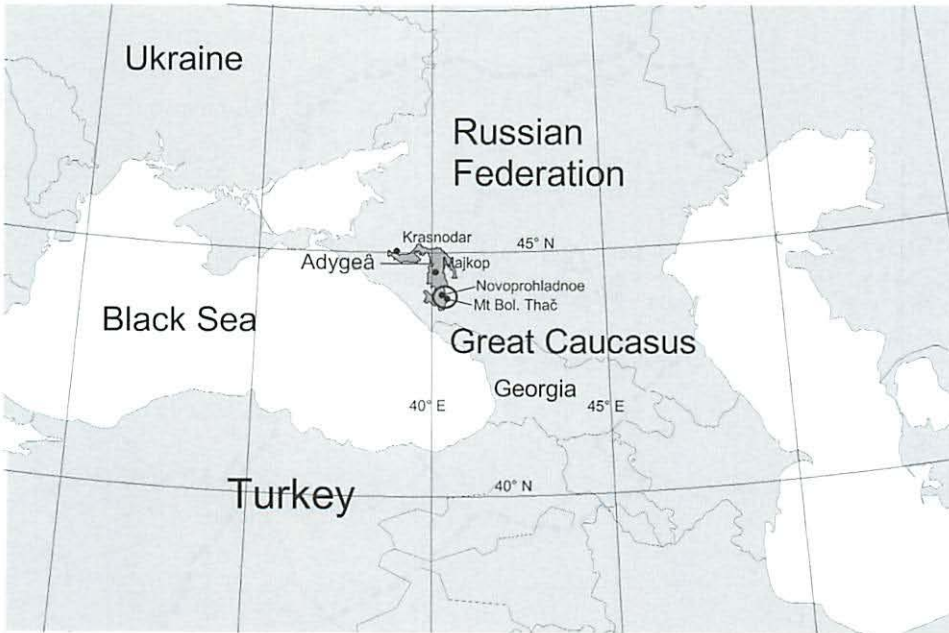 Ukraine
Russian
Federation
Krasnodar
45° N
Adygeâ
Majkop
Novoprohladnoe
Mt Bol. Thač
Black Sea
Great Caucasus
Georgia
40° E
45° E
40° N
Turkey